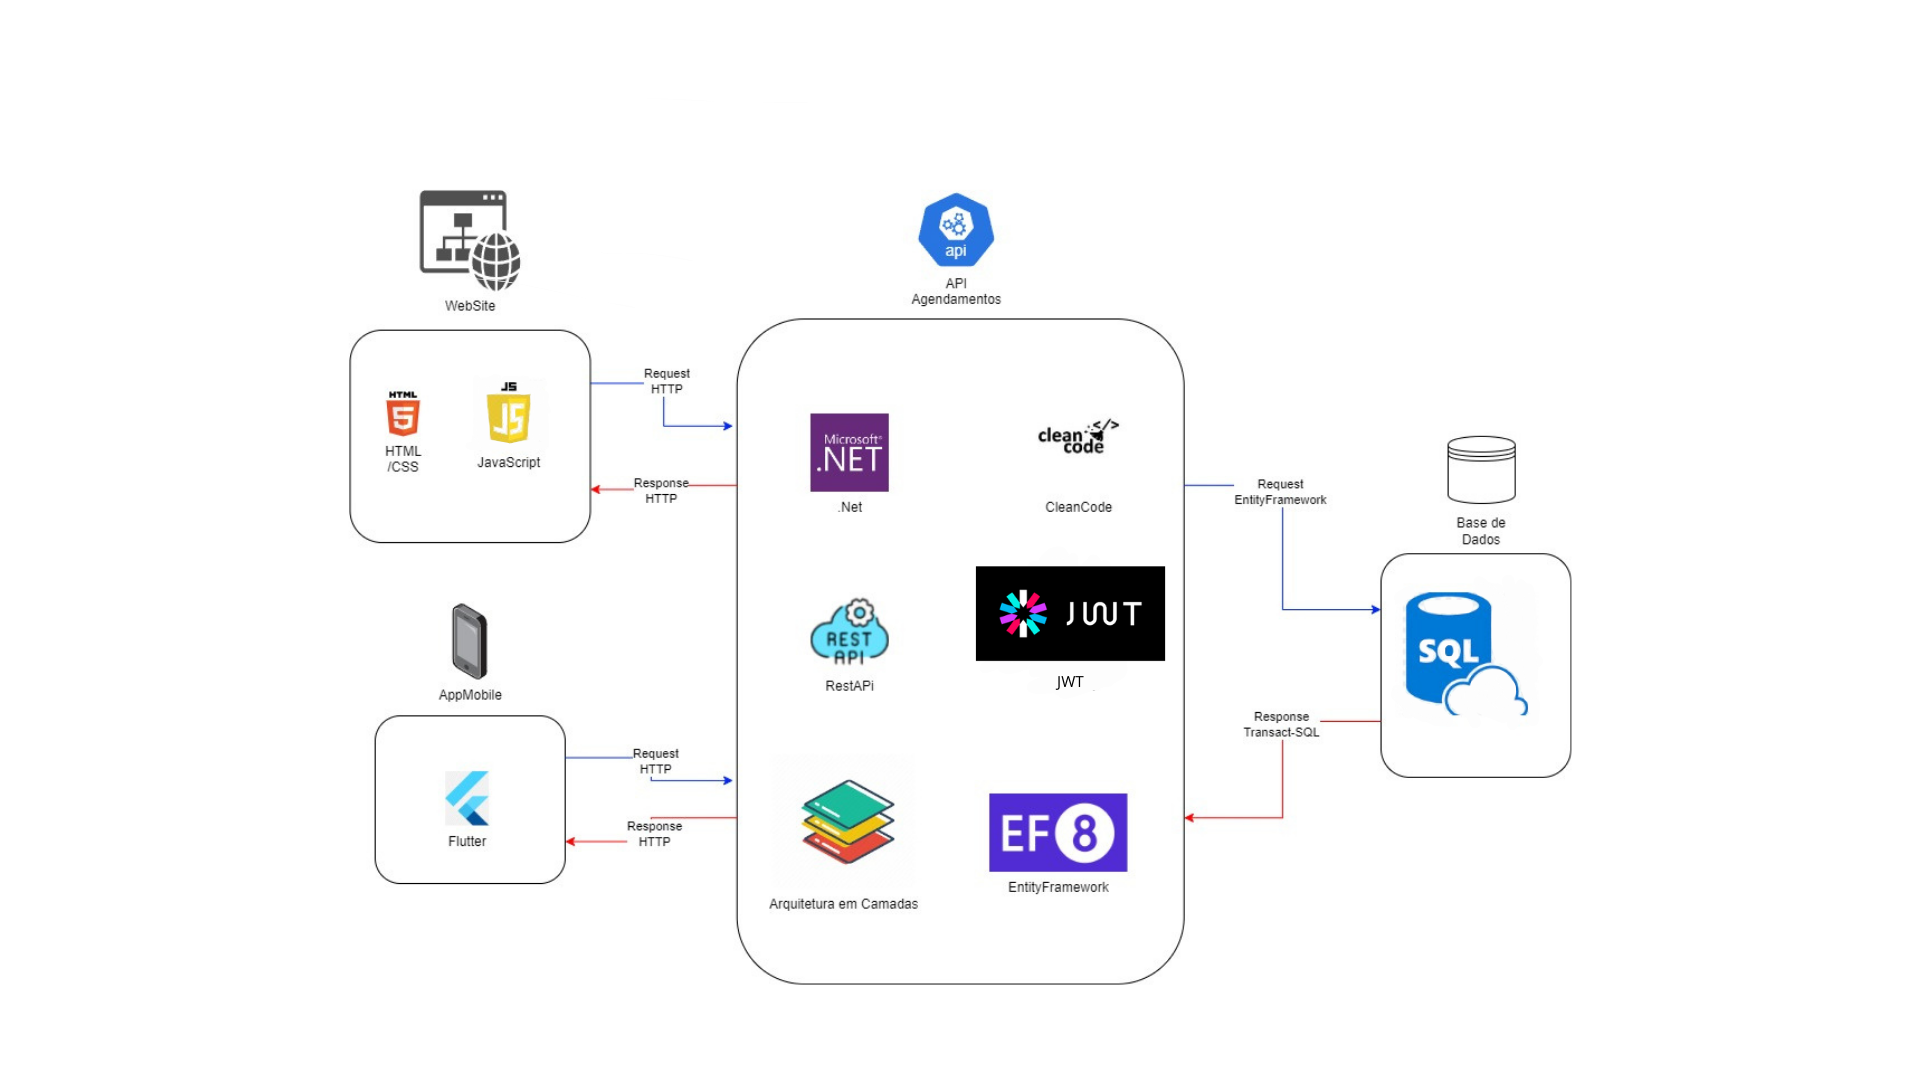 api
API
Agendamentos
WebSite
HTML
5
HTML
/CSS
JS
JS
JavaScript
Request
HTTP
Response
HTTP
Microsoft®
.NET
.Net
clean </>
code
CleanCode
Request
EntityFramework
Base de
Dados
REST
API
RestAPi
JWT
JWT
SQL
AppMobile
Response
Transact-SQL
Request
HTTP
Flutter
Response
HTTP
Arquitetura em Camadas
EF 8
EntityFramework